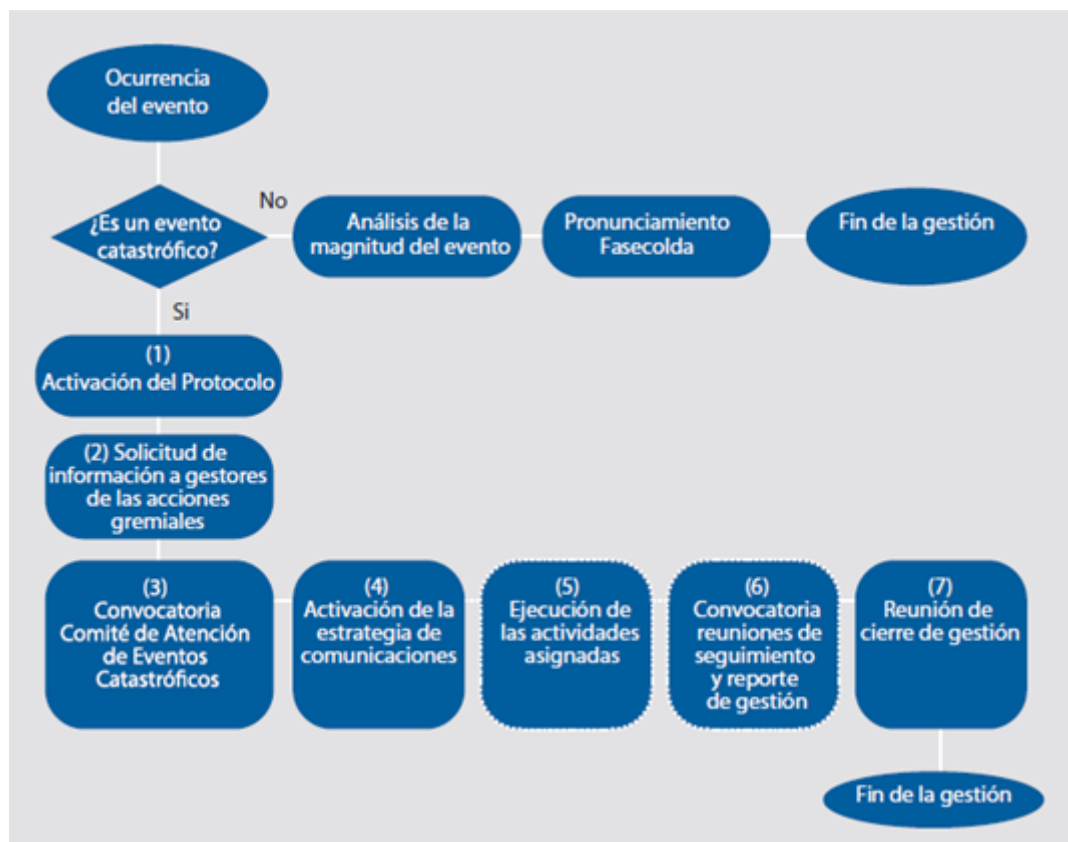 Ocurrencia
del evento
¿Es un evento
catastrófico?
No
Análisis de la
magnitud del evento
Pronunciamiento
Fasecolda
Fin de la gestión
Si
(1)
Activación del Protocolo
(2) Solicitud de
información a gestores
de las acciones
gremiales
(3)
Convocatoria
Comité de Atención
de Eventos
Catastróficos
(4)
Activación de la
estrategia de
comunicaciones
(5)
Ejecución de
las actividades
asignadas
(6)
Convocatoria
reuniones de
seguimiento
y reporte
de gestión
(7)
Reunión de
cierre de gestión
Fin de la gestión